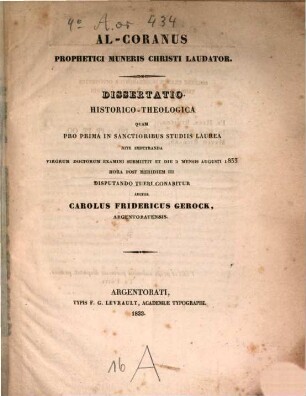 4° A. or 434
AL-CORANUS
PROPHETICI MUNERIS CHRISTI LAUDATOR.
DISSERTATIO
HISTORICO-THEOLOGICA
QUAM
PRO PRIMA IN SANCTIORIBUS STUDIIS LAUREA
RITE IMPETRANDA
VIRORUM DOCTORUM EXAMINI SUBMITTIT ET DIE 3 MENSIS AUGUSTI 1833
HORA POST MERIDIEM III
DISPUTANDO TUERI CONABITUR
AUCTOR
CAROLUS FRIDERICUS GEROCK,
ARGENTORATENSIS.
ARGENTORATI,
TYPIS F. G. LEVRAULT, ACADEMIÆ TYPOGRAPHI.
1833.
16 A